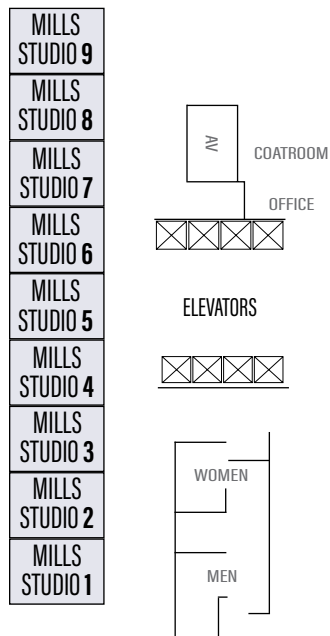 MILLS
STUDIO 9
MILLS
STUDIO 8
MILLS
STUDIO 7
MILLS
STUDIO 6
MILLS
STUDIO 5
MILLS
STUDIO 4
MILLS
STUDIO 3
MILLS
STUDIO 2
MILLS
STUDIO 1
AV
COATROOM
OFFICE
ELEVATORS
WOMEN
MEN